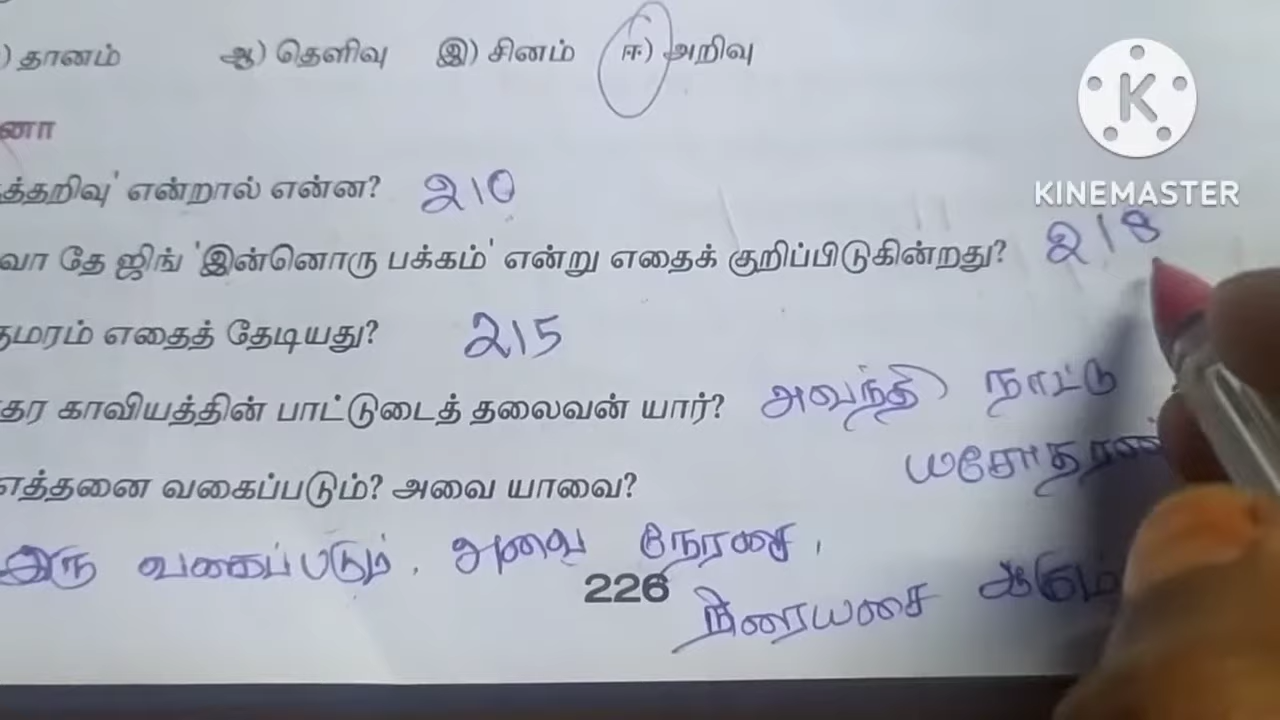 ) தானம் ஆ) தெளிவு இ) சினம் ஈ) அறிவு
னா
த்தறிவு' என்றால் என்ன? 210
வா தே ஜிங் 'இன்னொரு பக்கம்' என்று எதைக் குறிப்பிடுகின்றது? 218
மரம் எதைத் தேடியது? 215
தர காவியத்தின் பாட்டுடைத் தலைவன் யார்? அவந்தி நாட்டு
யசோதரன்
எத்தனை வகைப்படும்? அவை யாவை?
இரு வகைப்படும். அவை நேரசை,
நிரையசை ஆகும்
226
KINEMASTER